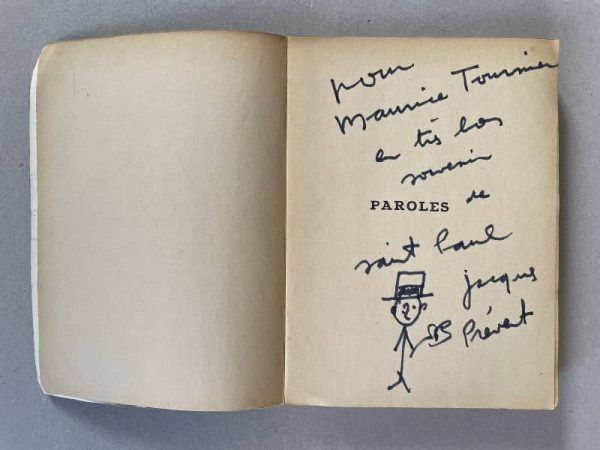 pour
Maurice Tournier
en très bon
souvenir
PAROLES de
saint Paul
jacques
Prévert